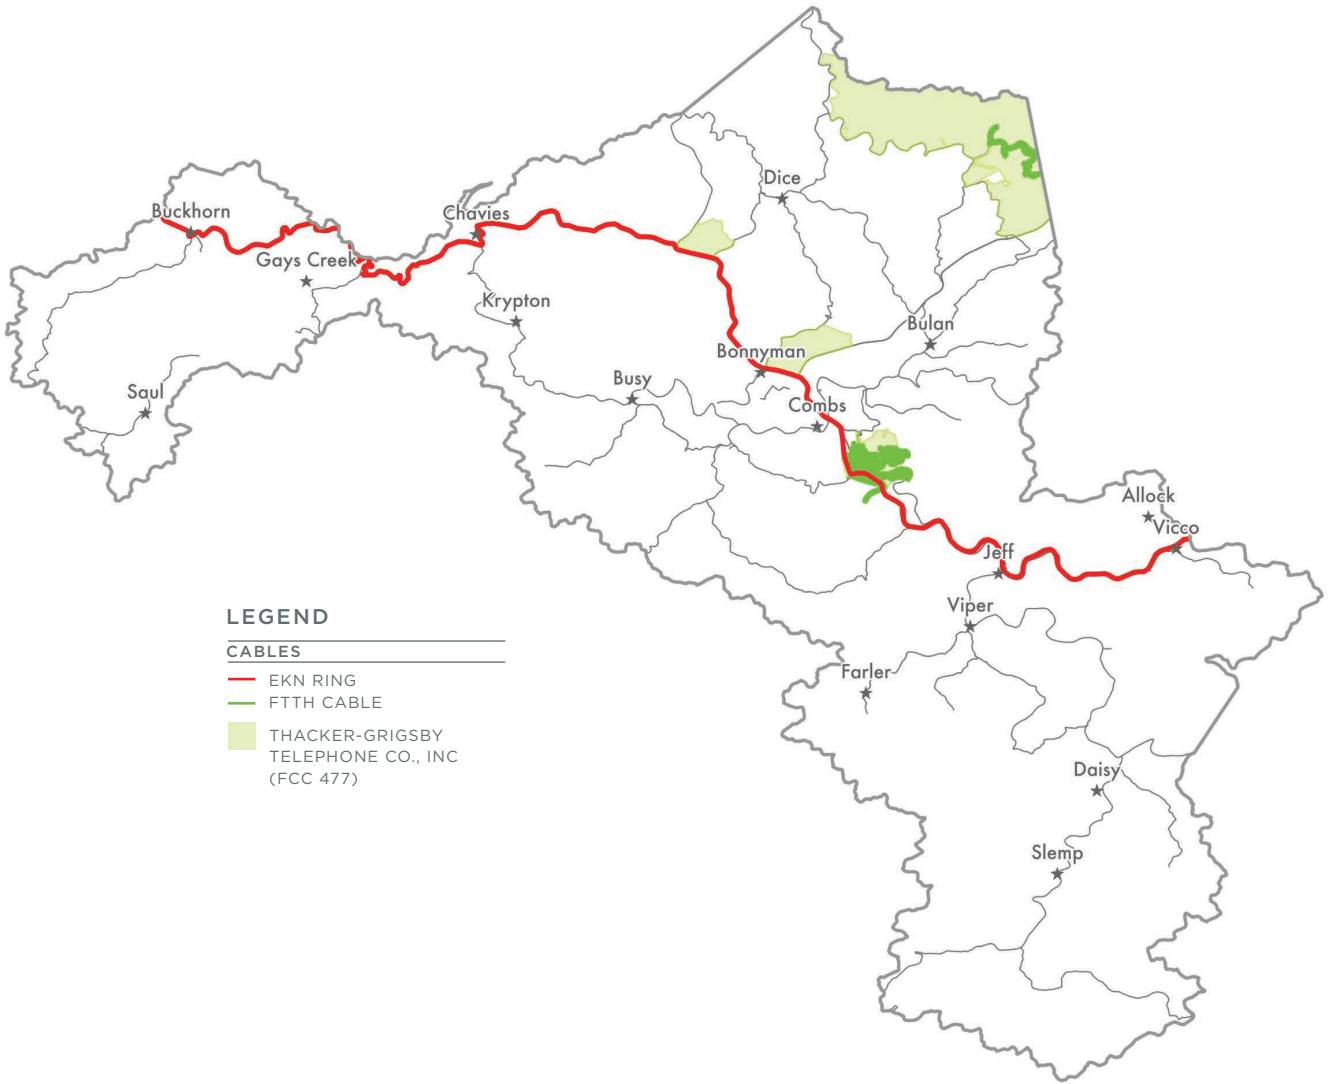 Dice
Buckhorn
Chavies
Gays Creek
Krypton
Bulan
Bonnyman
Busy
Saul
Combs
Allock
Vicco
Jeff
Viper
Farler
Daisy
Slemp
LEGEND
CABLES
EKN RING
FTTH CABLE
THACKER-GRIGSBY
TELEPHONE CO., INC
(FCC 477)